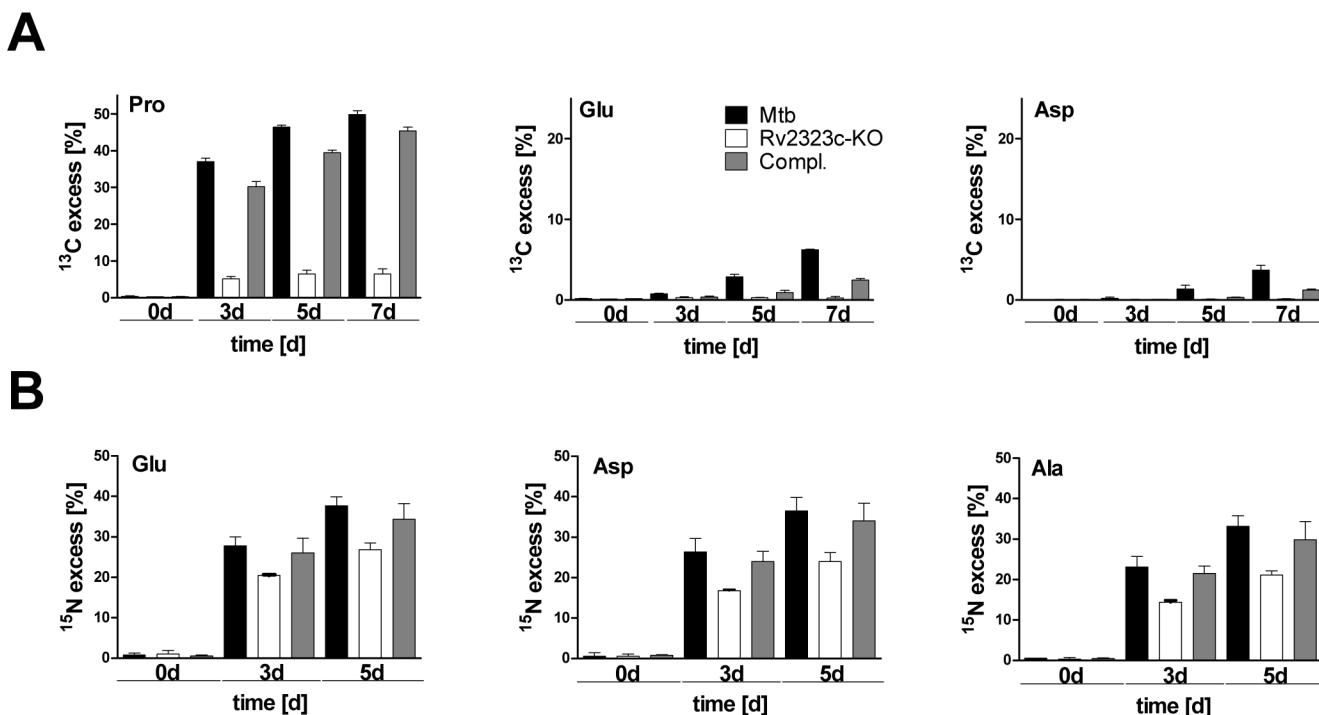 A
Pro
¹³C excess [%]
50
40
30
20
10
0
0d 3d 5d 7d
time [d]
Glu
Mtb
Rv2323c-KO
Compl.
¹³C excess [%]
20
10
0
0d 3d 5d 7d
time [d]
Asp
¹³C excess [%]
20
10
0
0d 3d 5d 7d
time [d]
B
Glu
¹⁵N excess [%]
50
40
30
20
10
0
0d 3d 5d
time [d]
Asp
¹⁵N excess [%]
50
40
30
20
10
0
0d 3d 5d
time [d]
Ala
¹⁵N excess [%]
50
40
30
20
10
0
0d 3d 5d
time [d]